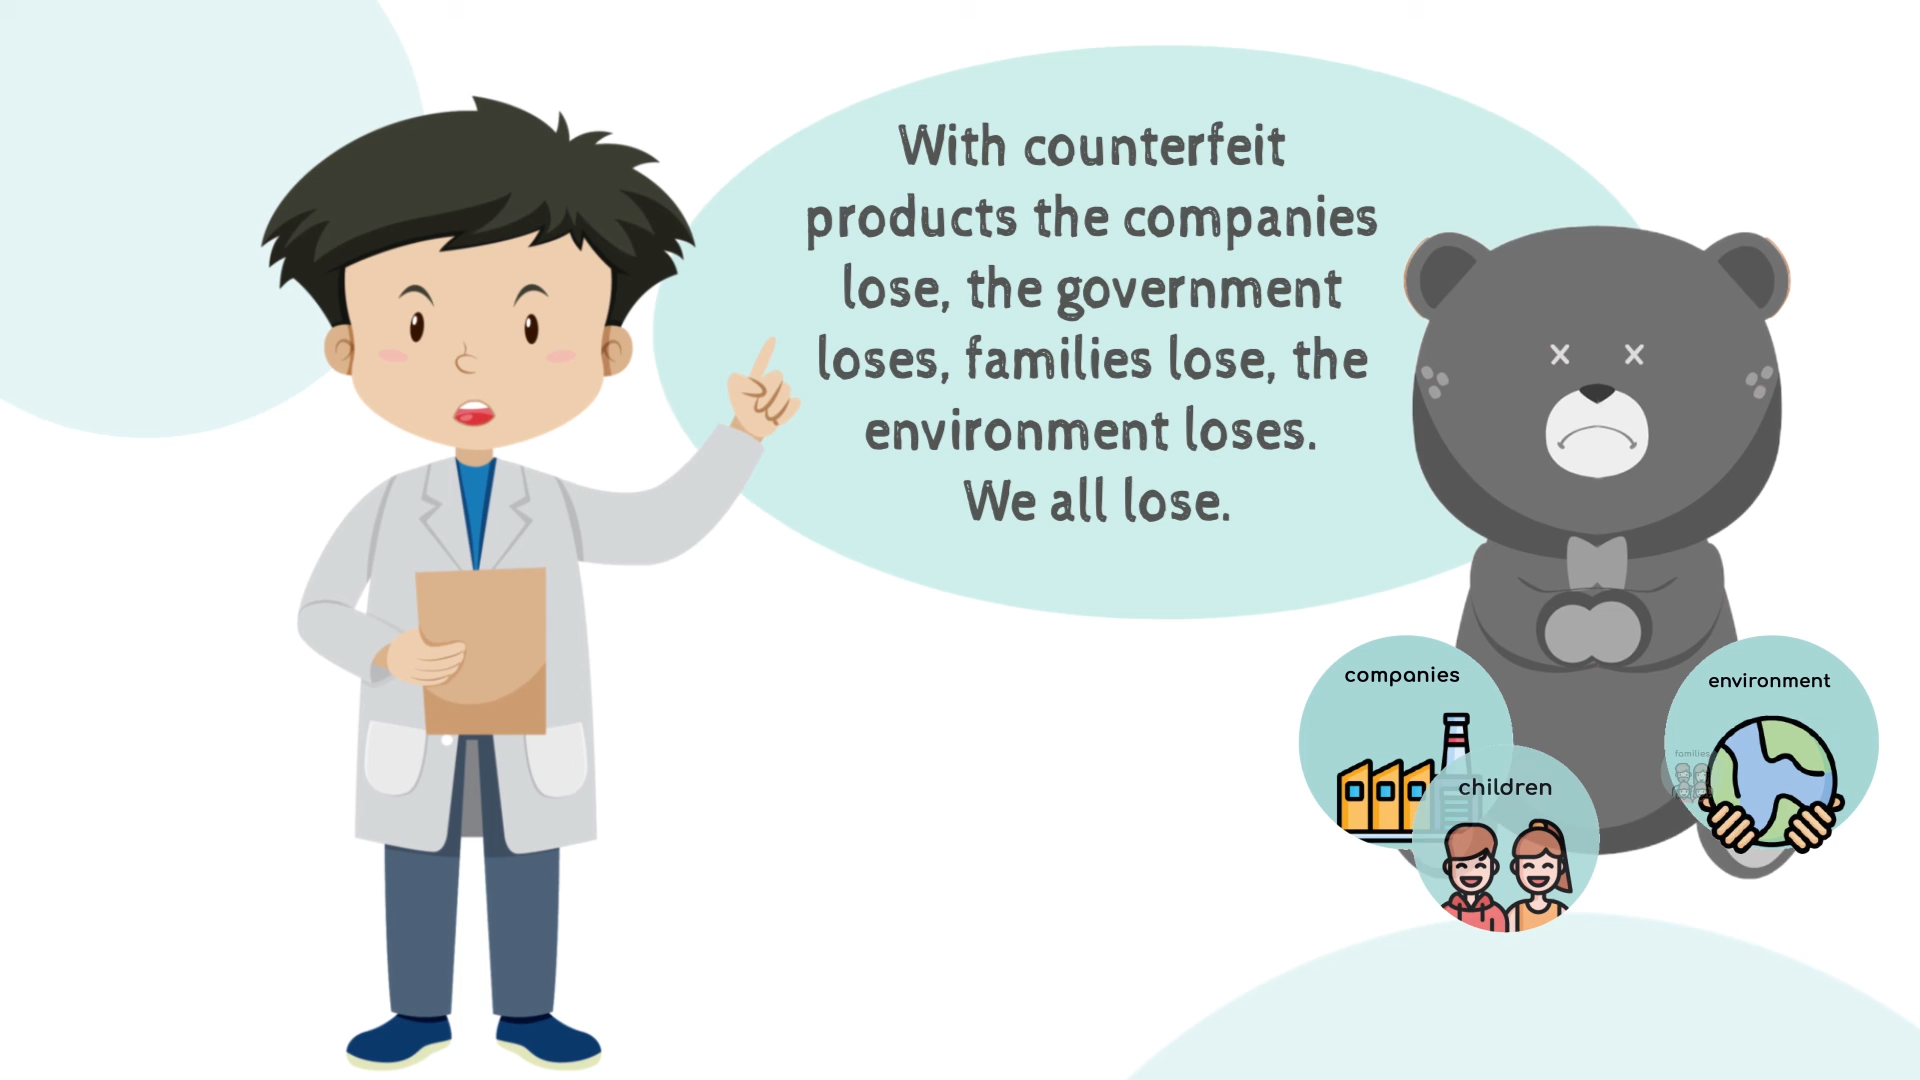 With counterfeit
products the companies
lose, the government
loses, families lose, the
environment loses.
We all lose.
companies
environment
families
children